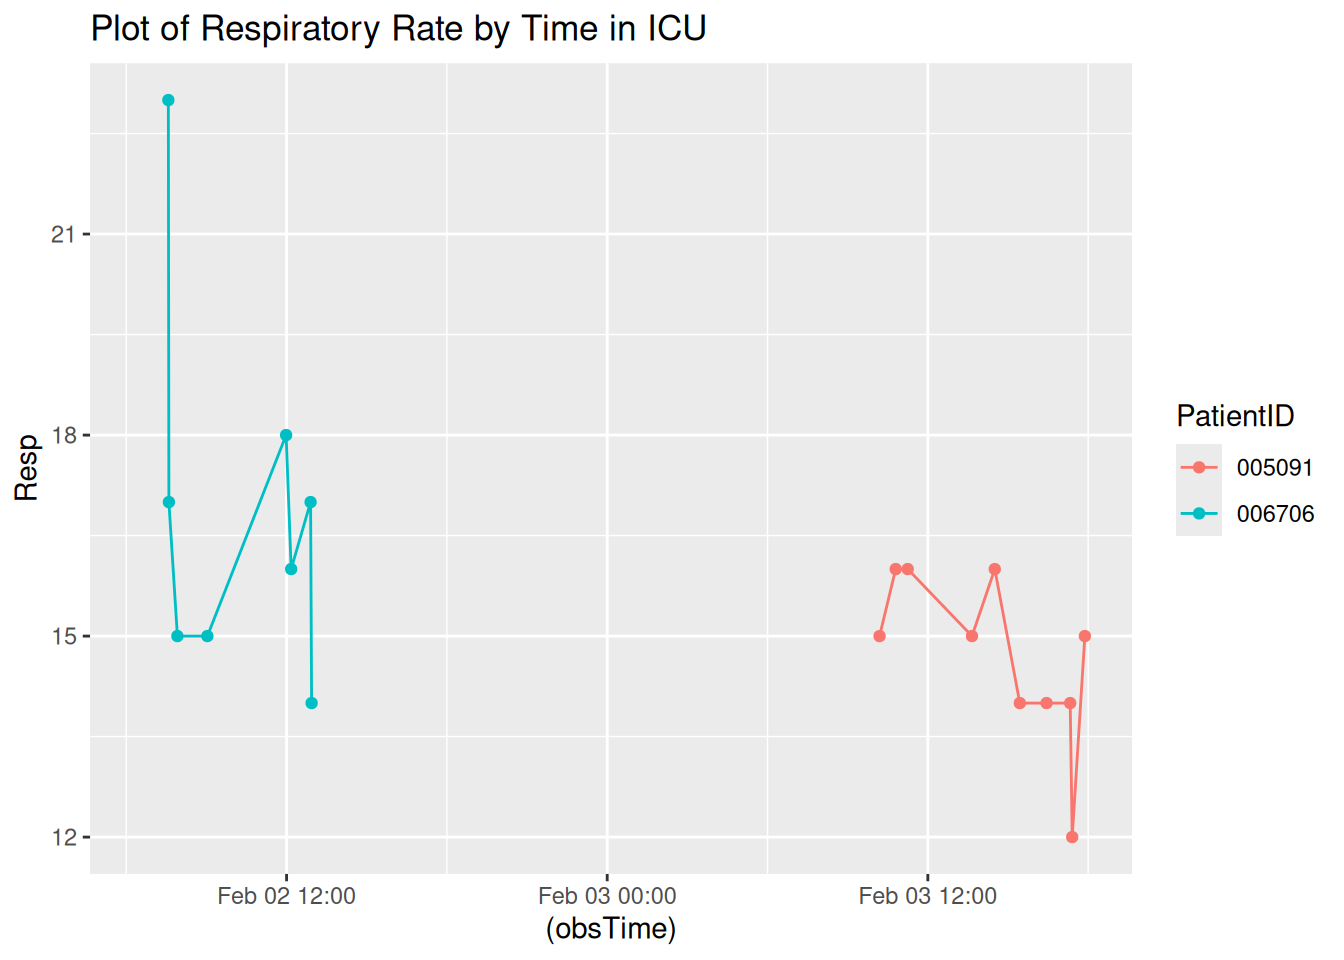 Plot of Respiratory Rate by Time in ICU
Resp
21
18
15
12
Feb 02 12:00
Feb 03 00:00
Feb 03 12:00
(obsTime)
PatientID
005091
006706